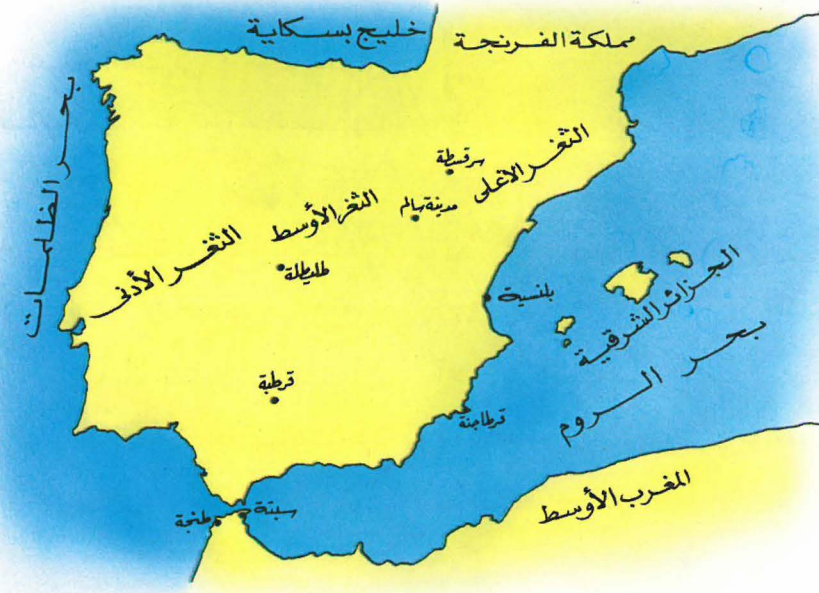 خليج بسكاية
مملكة الفرنجة
بحر الظلمات
سرقسطة
الثغر الأعلى
مدينة سالم
الثغر الأوسط
الثغر الأدنى
طليطلة
بلنسية
الجزائر الشرقية
بحر الروم
قرطبة
قرطاجنة
المغرب الأوسط
سبتة
طنجة